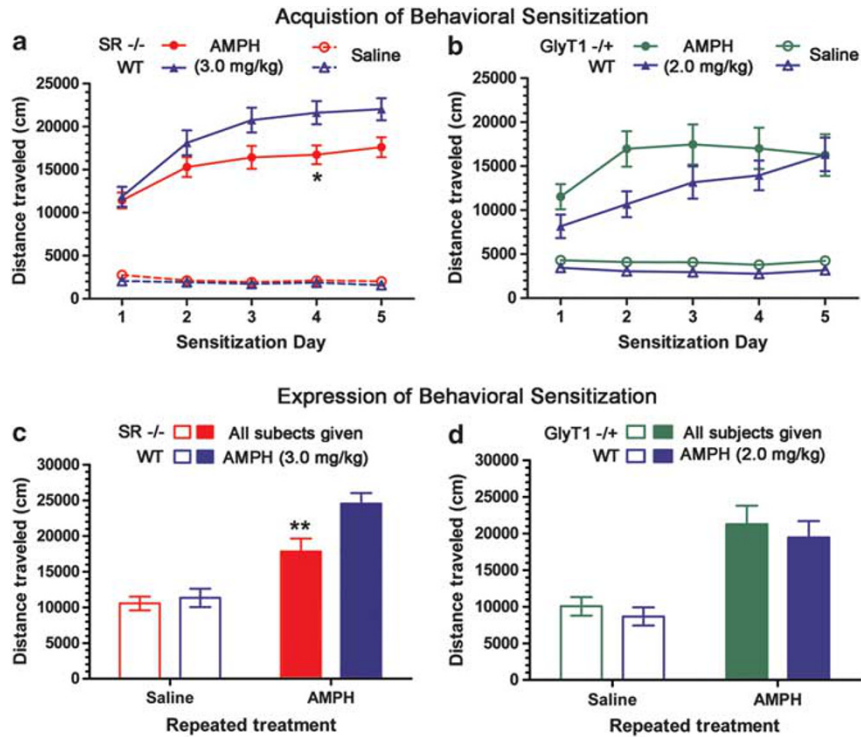 Acquistion of Behavioral Sensitization
a
SR -/- AMPH Saline
WT (3.0 mg/kg)
Distance traveled (cm)
25000
20000
15000
10000
5000
0
*
1 2 3 4 5
Sensitization Day
b
GlyT1 -/+ AMPH Saline
WT (2.0 mg/kg)
Distance traveled (cm)
25000
20000
15000
10000
5000
0
1 2 3 4 5
Sensitization Day
Expression of Behavioral Sensitization
c
SR -/- All subects given
WT AMPH (3.0 mg/kg)
Distance traveled (cm)
30000
25000
20000
15000
10000
5000
0
**
Saline AMPH
Repeated treatment
d
GlyT1 -/+ All subjects given
WT AMPH (2.0 mg/kg)
Distance traveled (cm)
30000
25000
20000
15000
10000
5000
0
Saline AMPH
Repeated treatment